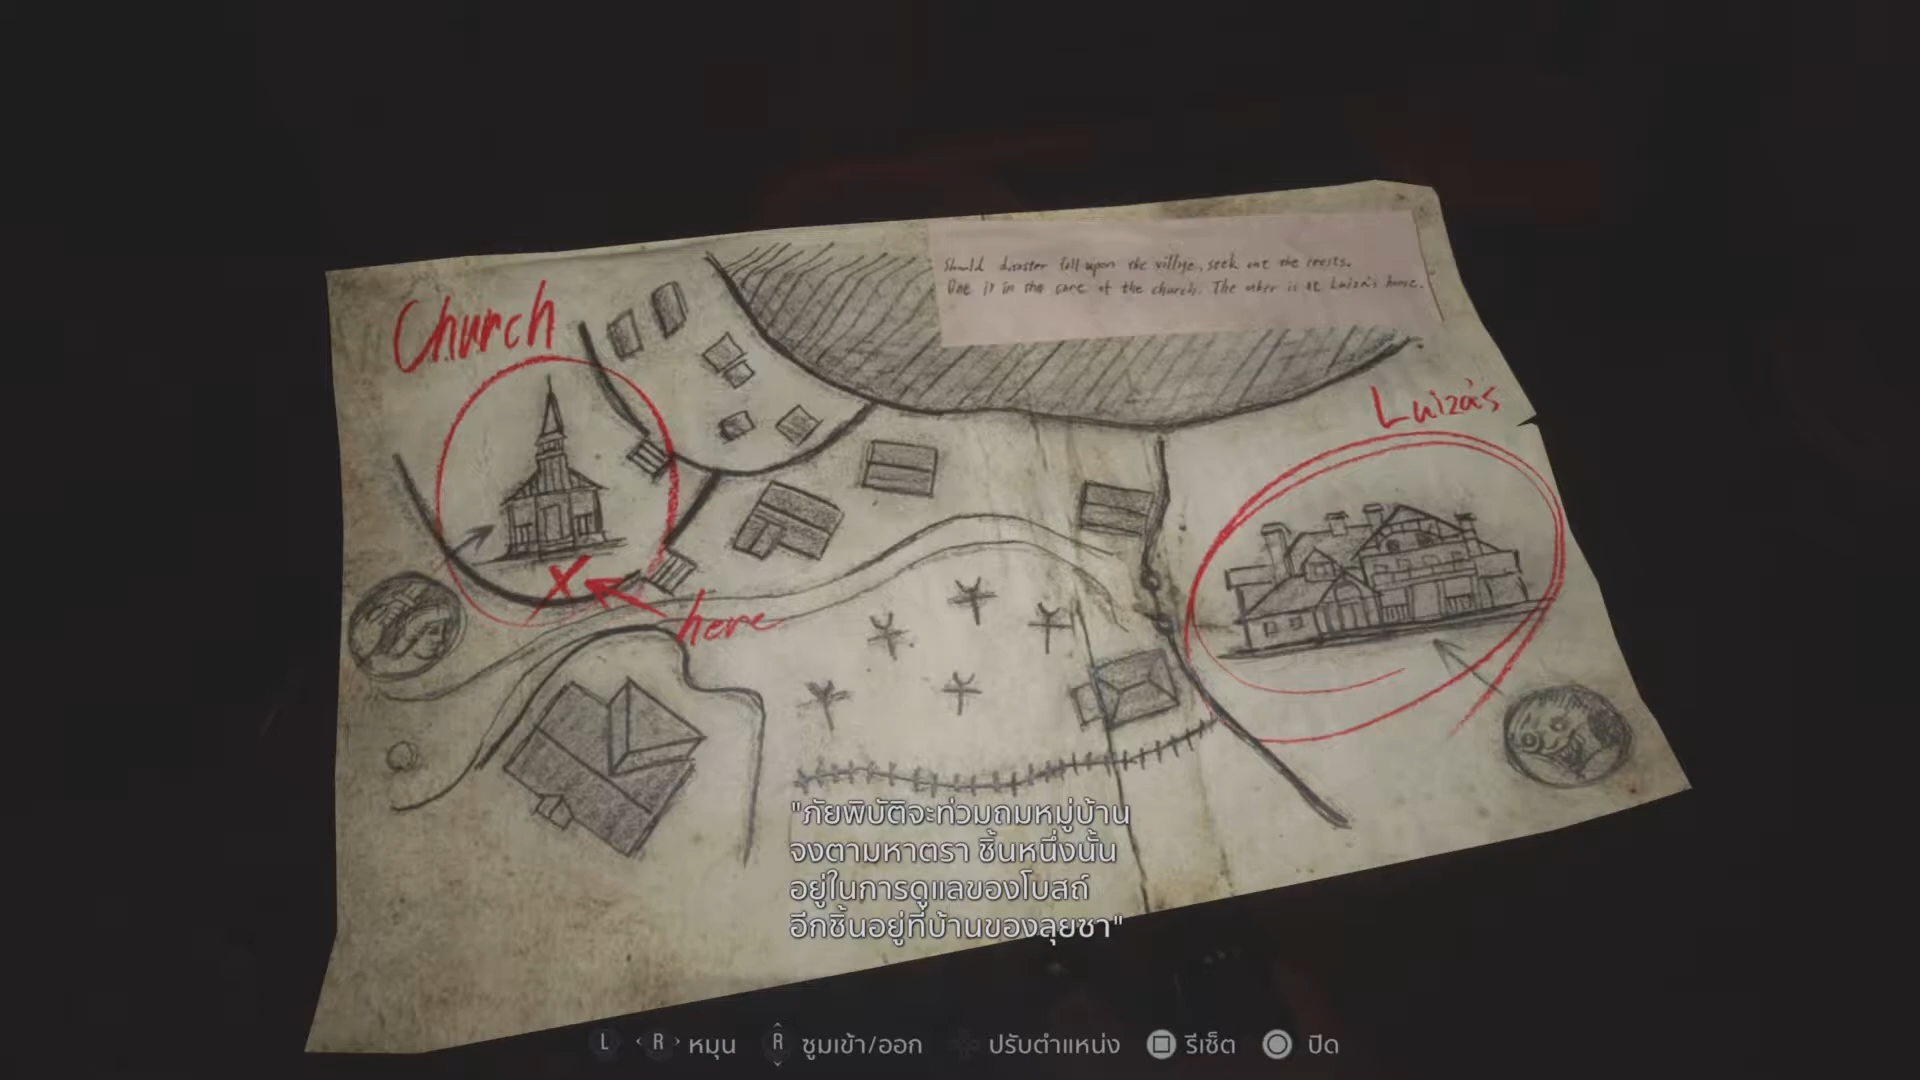 Should disaster fall upon the village, seek out the crests.
One is in the care of the church. The other is at Luiza's house.
Church
Luiza's
here
"ภัยพิบัติจะท่วมถมหมู่บ้าน
จงตามหาตรา ชิ้นหนึ่งนั้น
อยู่ในการดูแลของโบสถ์
อีกชิ้นอยู่ที่บ้านของลุยซา"
L R หมุน R ซูมเข้า/ออก ปรับตำแหน่ง รีเซ็ต ปิด